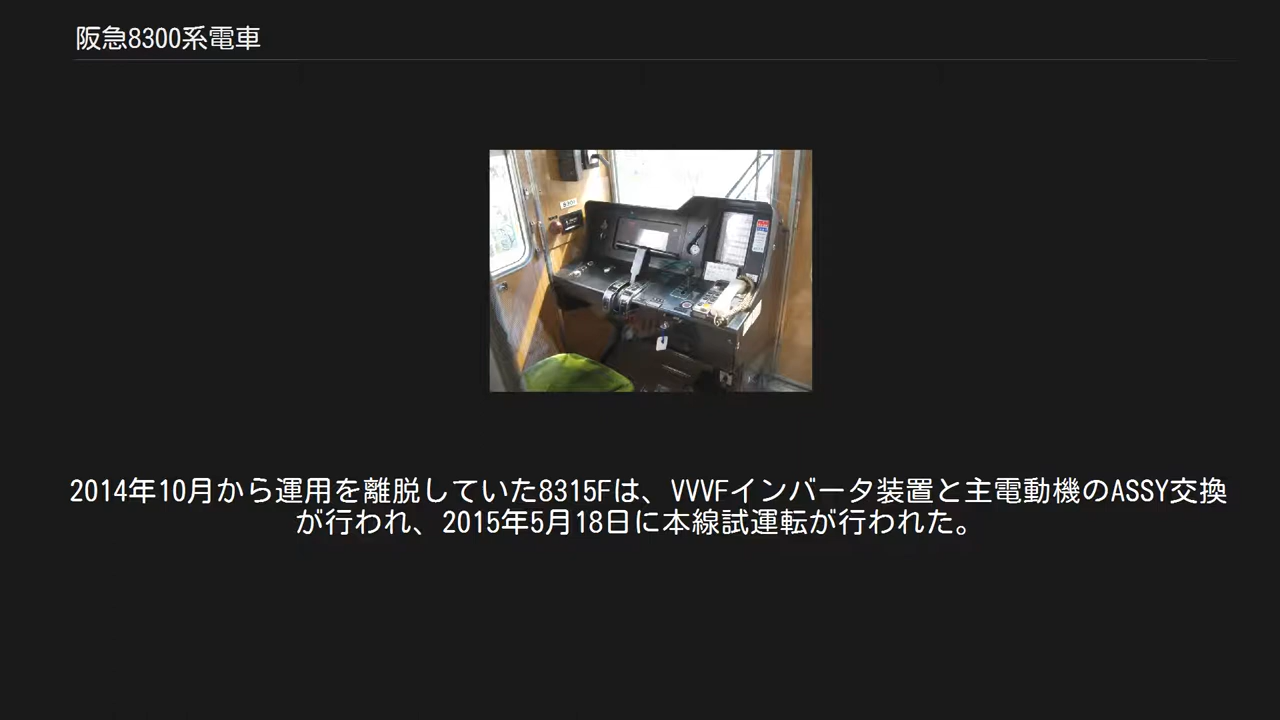 阪急8300系電車
2014年10月から運用を離脱していた8315Fは、VVVFインバータ装置と主電動機のASSY交換
が行われ、2015年5月18日に本線試運転が行われた。